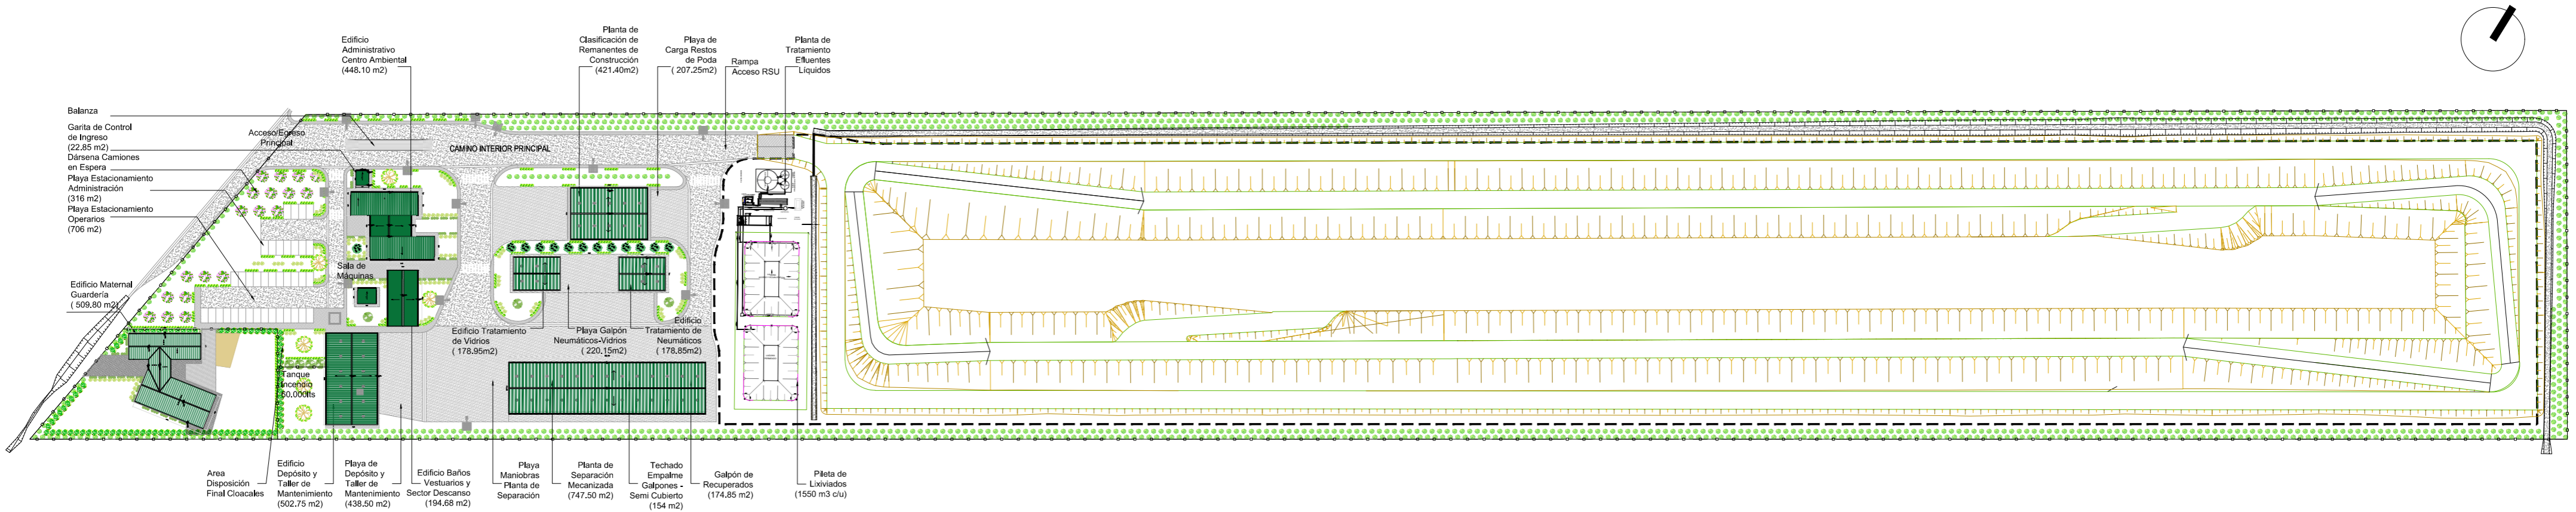 Edificio
Administrativo
Centro Ambiental
(448.10 m2)
Planta de
Clasificación de
Remanentes de
Construcción
(421.40m2)
Playa de
Carga Restos
de Poda
( 207.25m2)
Rampa
Acceso RSU
Planta de
Tratamiento
Efluentes
Líquidos
Balanza
Garita de Control
de Ingreso
(22,85 m2)
Dársena Camiones
en Espera
Playa Estacionamiento
Administración
(316 m2)
Playa Estacionamiento
Operarios
(706 m2)
Acceso/Egreso
Principal
CAMINO INTERIOR PRINCIPAL
Sala de
Máquinas
Edificio Maternal
Guardería
( 509,80 m2)
Edificio Tratamiento
de Vidrios
( 178.95m2)
Playa Galpón
Neumáticos-Vidrios
( 220,15m2)
Edificio
Tratamiento de
Neumáticos
( 178,85m2)
Tanque
Incendio
60.000lts
Area
Disposición
Final Cloacales
Edificio
Depósito y
Taller de
Mantenimiento
(502.75 m2)
Playa de
Depósito y
Taller de
Mantenimiento
(438.50 m2)
Edificio Baños
Vestuarios y
Sector Descanso
(194.68 m2)
Playa
Maniobras
Planta de
Separación
Planta de
Separación
Mecanizada
(747.50 m2)
Techado
Empalme
Galpones -
Semi Cubierto
(154 m2)
Galpón de
Recuperados
(174.85 m2)
Pileta de
Lixiviados
(1550 m3 c/u)